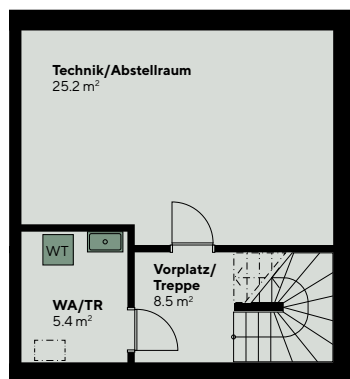 Technik/Abstellraum
25.2 m²
WT
Vorplatz/
Treppe
8.5 m²
WA/TR
5.4 m²